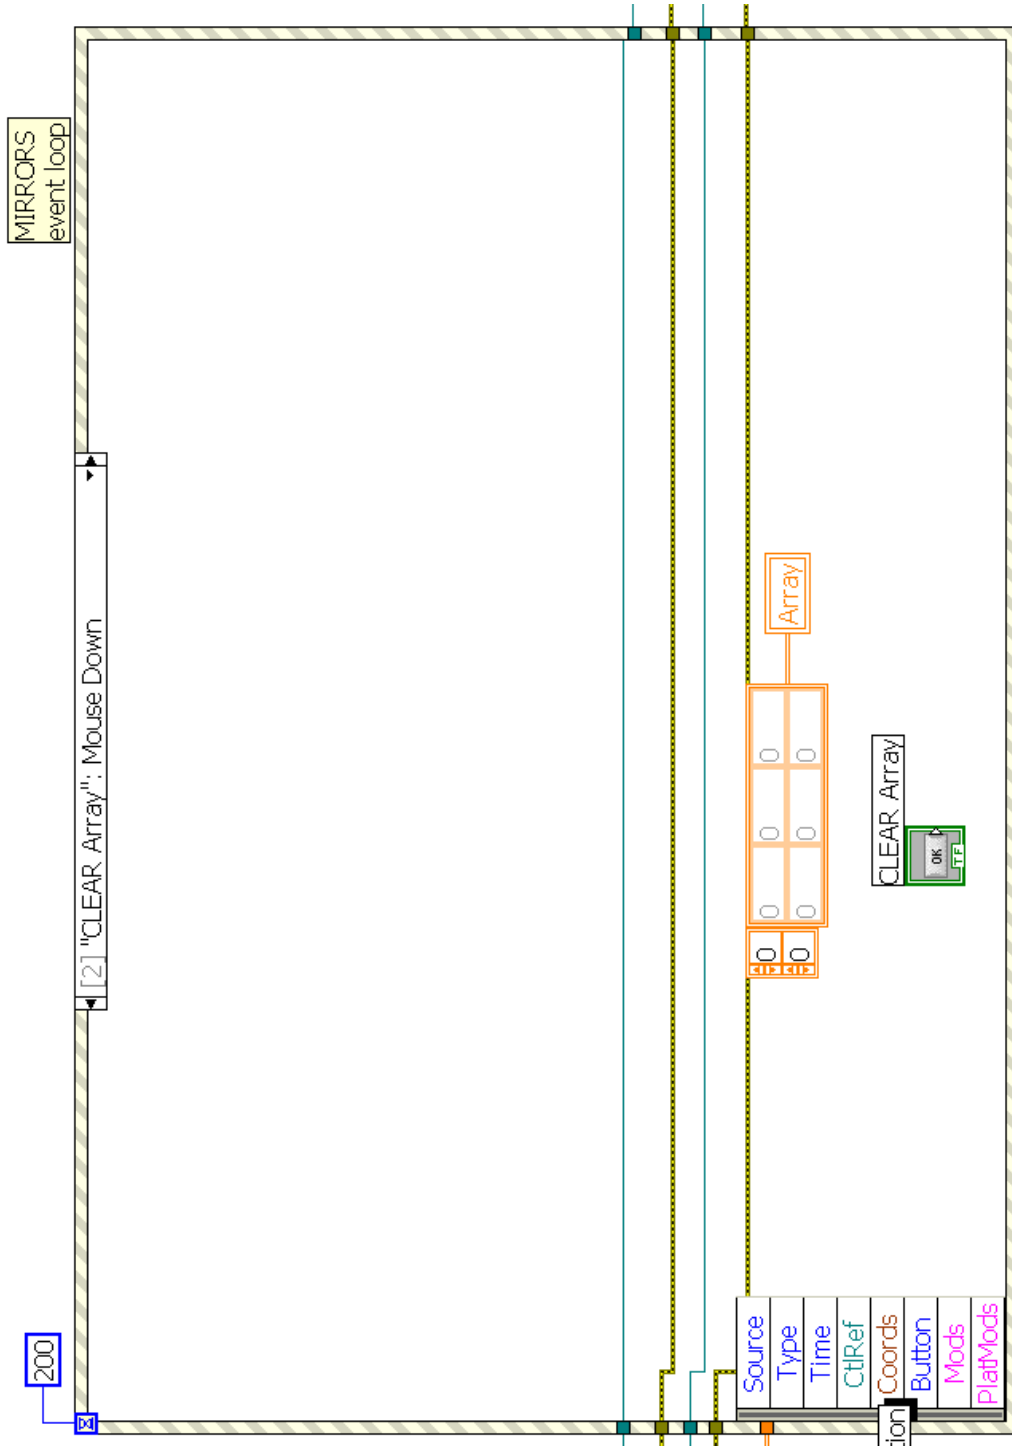 MIRRORS
event loop
200
[2] "CLEAR Array": Mouse Down
Source
Type
Time
CtlRef
Coords
Button
Mods
PlatMods
0
0
0 0 0
0 0 0
Array
CLEAR Array
OK
TF
tion